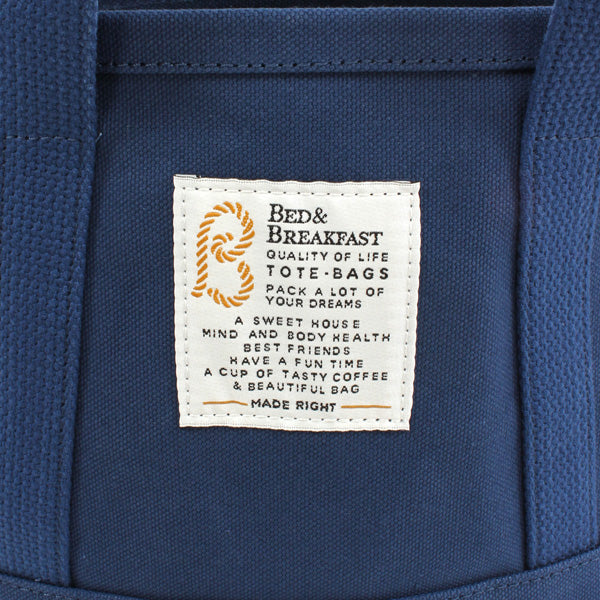 BED&
BREAKFAST
QUALITY OF LIFE
TOTE-BAGS
PACK A LOT OF
YOUR DREAMS
A SWEET HOUSE
MIND AND BODY HEALTH
BEST FRIENDS
HAVE A FUN TIME
A CUP OF TASTY COFFEE
& BEAUTIFUL BAG
MADE RIGHT